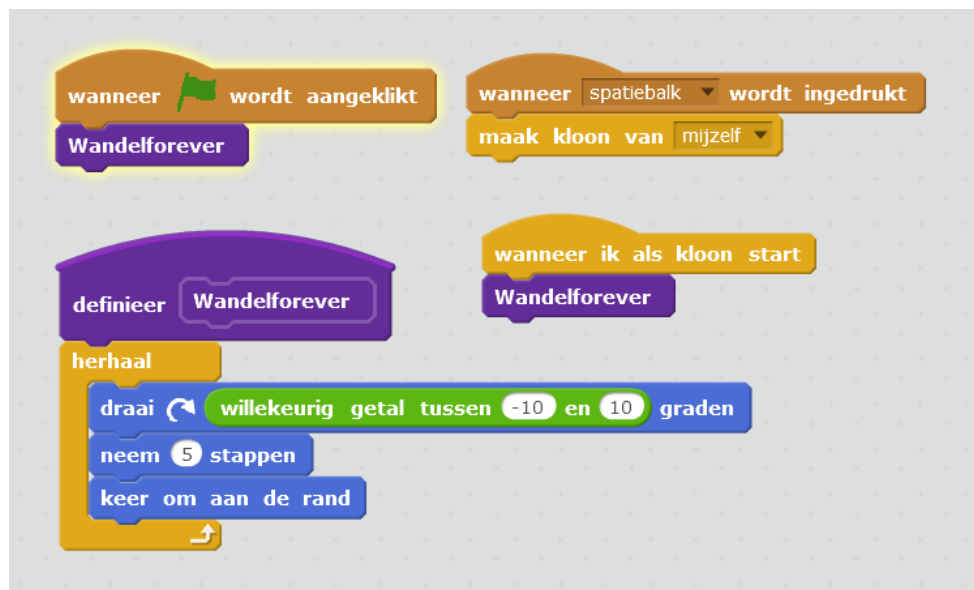 wanneer wordt aangeklikt
Wandelforever
wanneer spatiebalk wordt ingedrukt
maak kloon van mijzelf
wanneer ik als kloon start
Wandelforever
definieer Wandelforever
herhaal
draai willekeurig getal tussen -10 en 10 graden
neem 5 stappen
keer om aan de rand